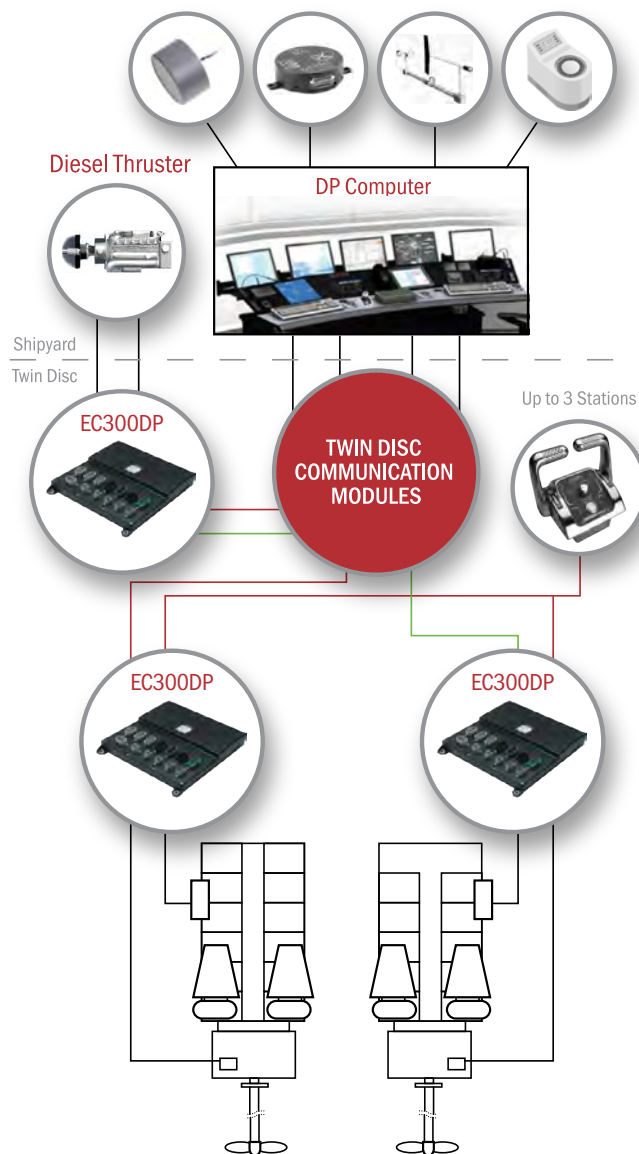 Diesel Thruster
DP Computer
Shipyard
Twin Disc
Up to 3 Stations
EC300DP
TWIN DISC
COMMUNICATION
MODULES
EC300DP
EC300DP